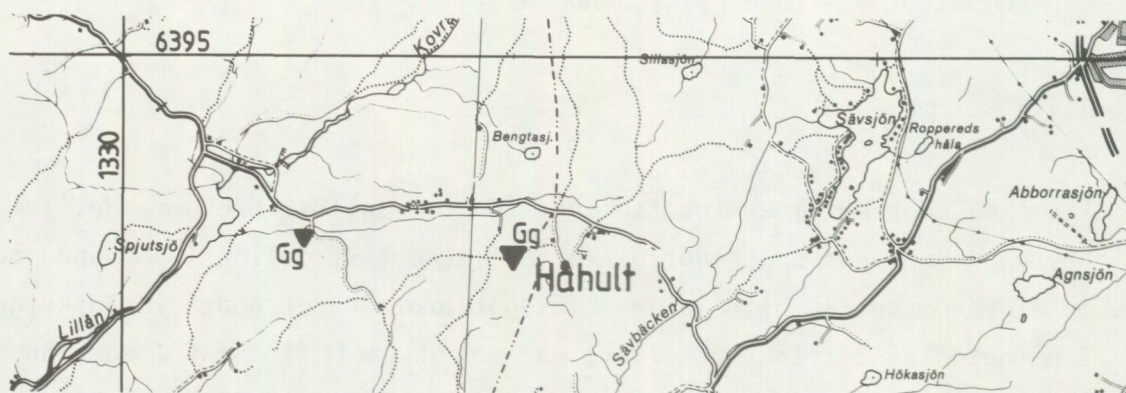 6395
Kovr
Sillasjön
Sävsjön
Roppereds
håla
Bengtasj.
1330
Abborrasjön
Gg
Gg
Spjutsjö
Håhult
Agnsjön
Lillån
Sävbäcken
Hökasjön